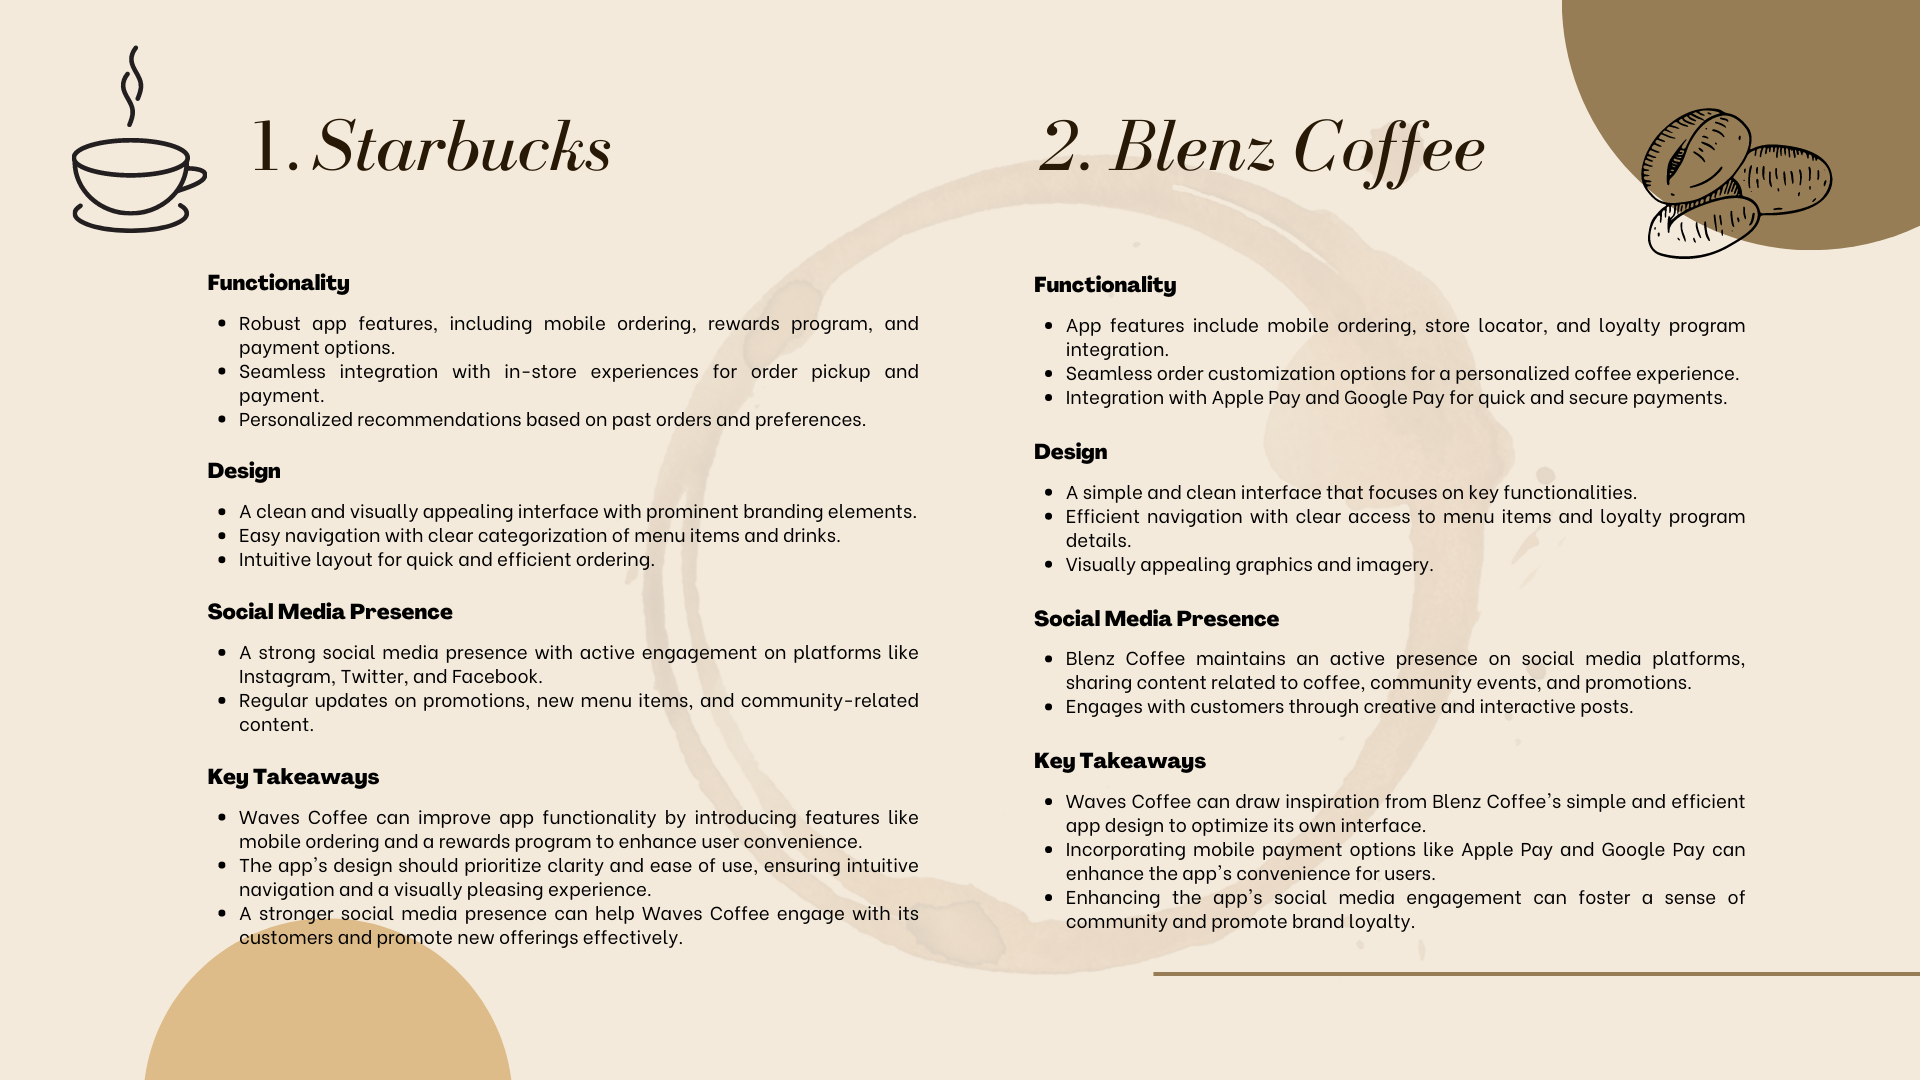 1. Starbucks
Functionality
• Robust app features, including mobile ordering, rewards program, and
payment options.
• Seamless integration with in-store experiences for order pickup and
payment.
• Personalized recommendations based on past orders and preferences.
Design
• A clean and visually appealing interface with prominent branding elements.
• Easy navigation with clear categorization of menu items and drinks.
• Intuitive layout for quick and efficient ordering.
Social Media Presence
• A strong social media presence with active engagement on platforms like
Instagram, Twitter, and Facebook.
• Regular updates on promotions, new menu items, and community-related
content.
Key Takeaways
• Waves Coffee can improve app functionality by introducing features like
mobile ordering and a rewards program to enhance user convenience.
• The app's design should prioritize clarity and ease of use, ensuring intuitive
navigation and a visually pleasing experience.
• A stronger social media presence can help Waves Coffee engage with its
customers and promote new offerings effectively.
2. Blenz Coffee
Functionality
• App features include mobile ordering, store locator, and loyalty program
integration.
• Seamless order customization options for a personalized coffee experience.
• Integration with Apple Pay and Google Pay for quick and secure payments.
Design
• A simple and clean interface that focuses on key functionalities.
• Efficient navigation with clear access to menu items and loyalty program
details.
• Visually appealing graphics and imagery.
Social Media Presence
• Blenz Coffee maintains an active presence on social media platforms,
sharing content related to coffee, community events, and promotions.
• Engages with customers through creative and interactive posts.
Key Takeaways
• Waves Coffee can draw inspiration from Blenz Coffee's simple and efficient
app design to optimize its own interface.
• Incorporating mobile payment options like Apple Pay and Google Pay can
enhance the app's convenience for users.
• Enhancing the app's social media engagement can foster a sense of
community and promote brand loyalty.